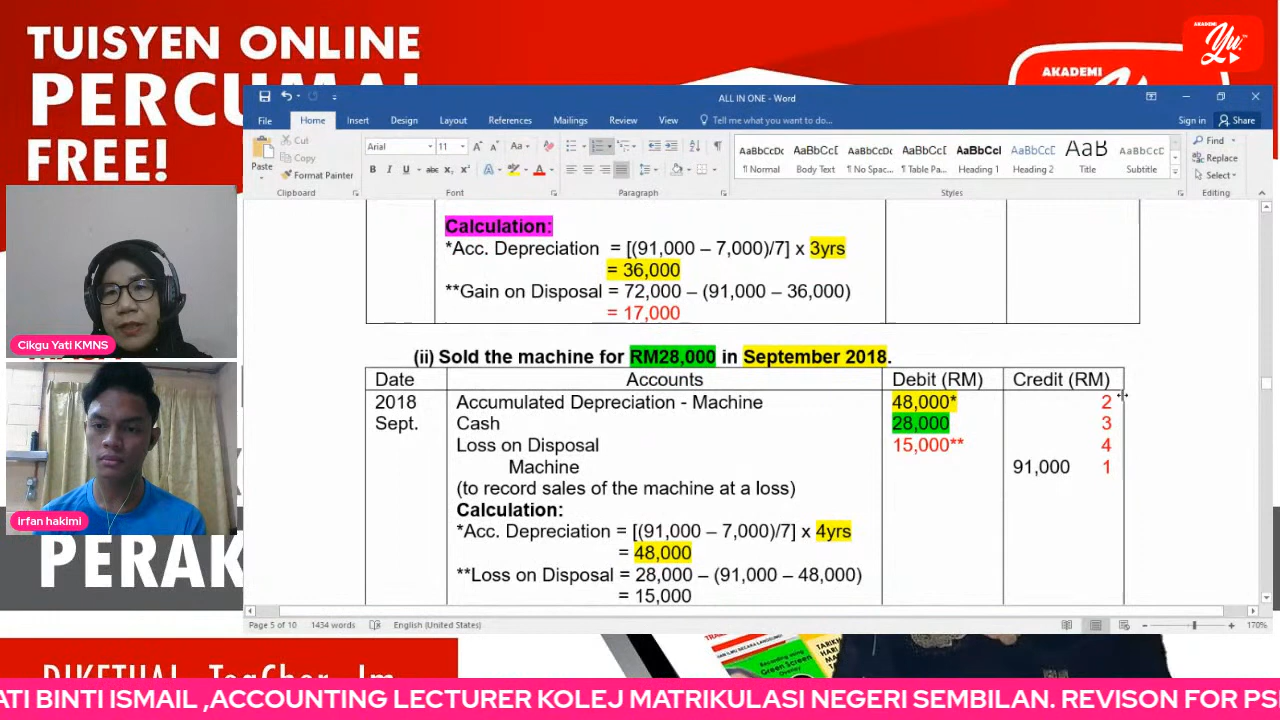 TUISYEN ONLINE
PERCUMA!
FREE!
AKADEMI
Yu.
AKADEMI
ALL IN ONE - Word
Sign in
Share
File
Home
Insert
Design
Layout
References
Mailings
Review
View
Tell me what you want to do...
Paste
Cut
Copy
Format Painter
Clipboard
Arial
11
Font
Paragraph
AaBbCcDc AaBbCcI AaBbCcDc AaBbCcI AaBbCcI AaBbCcI AaB AaBbCcD
¶ Normal Body Text ¶ No Spac... ¶ Table Pa... Heading 1 Heading 2 Title Subtitle
Styles
Find
Replace
Select
Editing
Calculation:
*Acc. Depreciation = [(91,000 – 7,000)/7] x 3yrs
= 36,000
**Gain on Disposal = 72,000 – (91,000 – 36,000)
= 17,000
(ii) Sold the machine for RM28,000 in September 2018.
Date Accounts Debit (RM) Credit (RM)
2018 Accumulated Depreciation - Machine 48,000* 2
Sept. Cash 28,000 3
Loss on Disposal 15,000** 4
Machine 91,000 1
(to record sales of the machine at a loss)
Calculation:
*Acc. Depreciation = [(91,000 – 7,000)/7] x 4yrs
= 48,000
**Loss on Disposal = 28,000 – (91,000 – 48,000)
= 15,000
Page 5 of 10 1434 words English (United States) 170%
Cikgu Yati KMNS
irfan hakimi
PERAK
ATI BINTI ISMAIL ,ACCOUNTING LECTURER KOLEJ MATRIKULASI NEGERI SEMBILAN. REVISON FOR PS